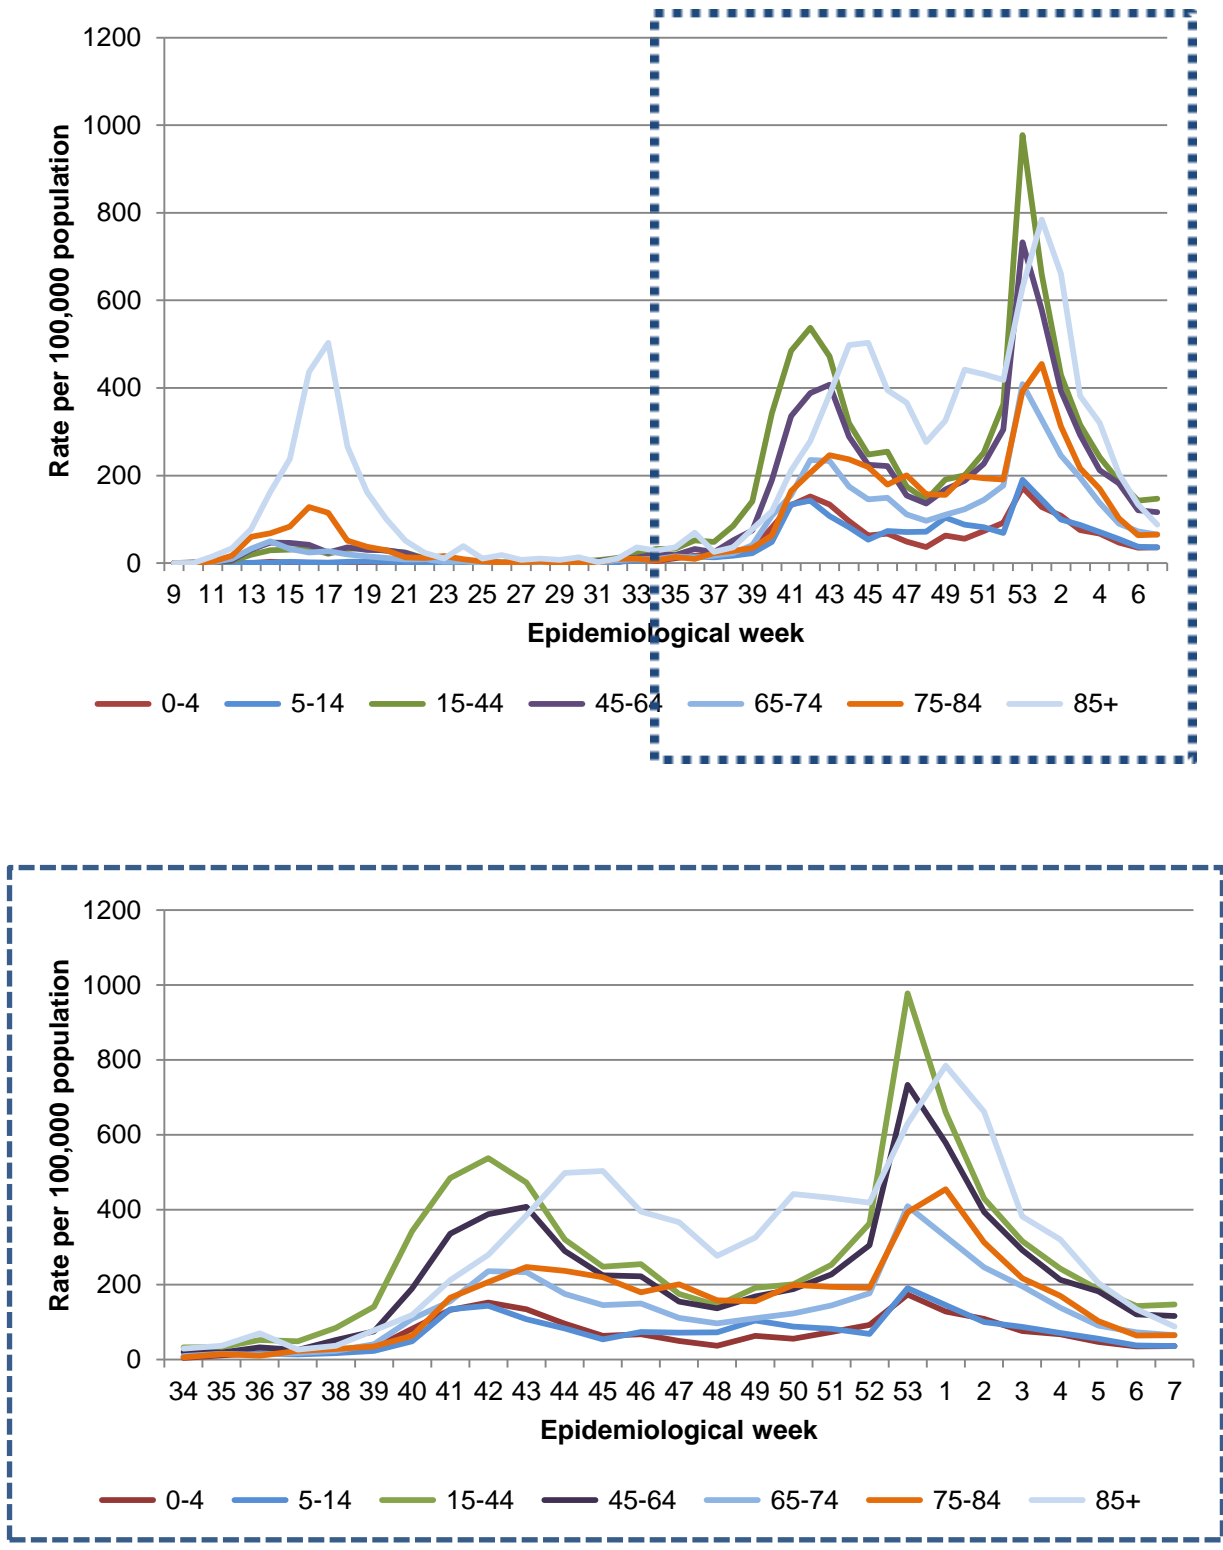 1200
1000
800
600
400
200
0
Rate per 100,000 population
9 11 13 15 17 19 21 23 25 27 29 31 33 35 37 39 41 43 45 47 49 51 53 2 4 6
Epidemiological week
0-4 5-14 15-44 45-64 65-74 75-84 85+
1200
1000
800
600
400
200
0
Rate per 100,000 population
34 35 36 37 38 39 40 41 42 43 44 45 46 47 48 49 50 51 52 53 1 2 3 4 5 6 7
Epidemiological week
0-4 5-14 15-44 45-64 65-74 75-84 85+